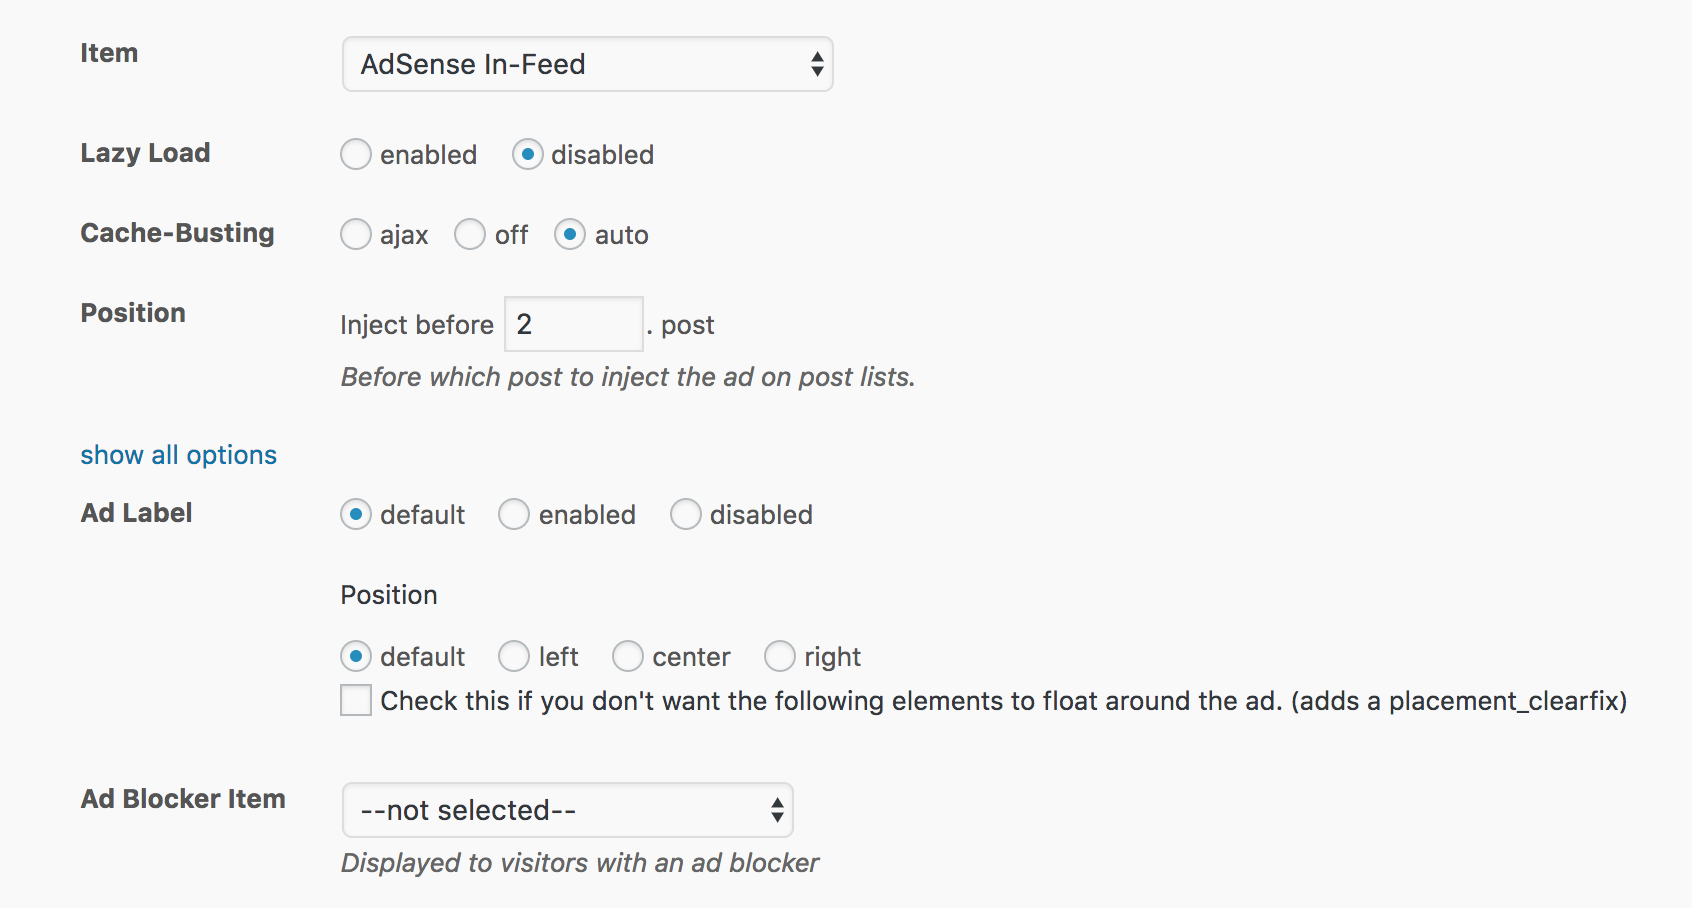 Item AdSense In-Feed
Lazy Load enabled disabled
Cache-Busting ajax off auto
Position Inject before 2 . post
Before which post to inject the ad on post lists.
show all options
Ad Label default enabled disabled
Position
default left center right
Check this if you don't want the following elements to float around the ad. (adds a placement_clearfix)
Ad Blocker Item --not selected--
Displayed to visitors with an ad blocker